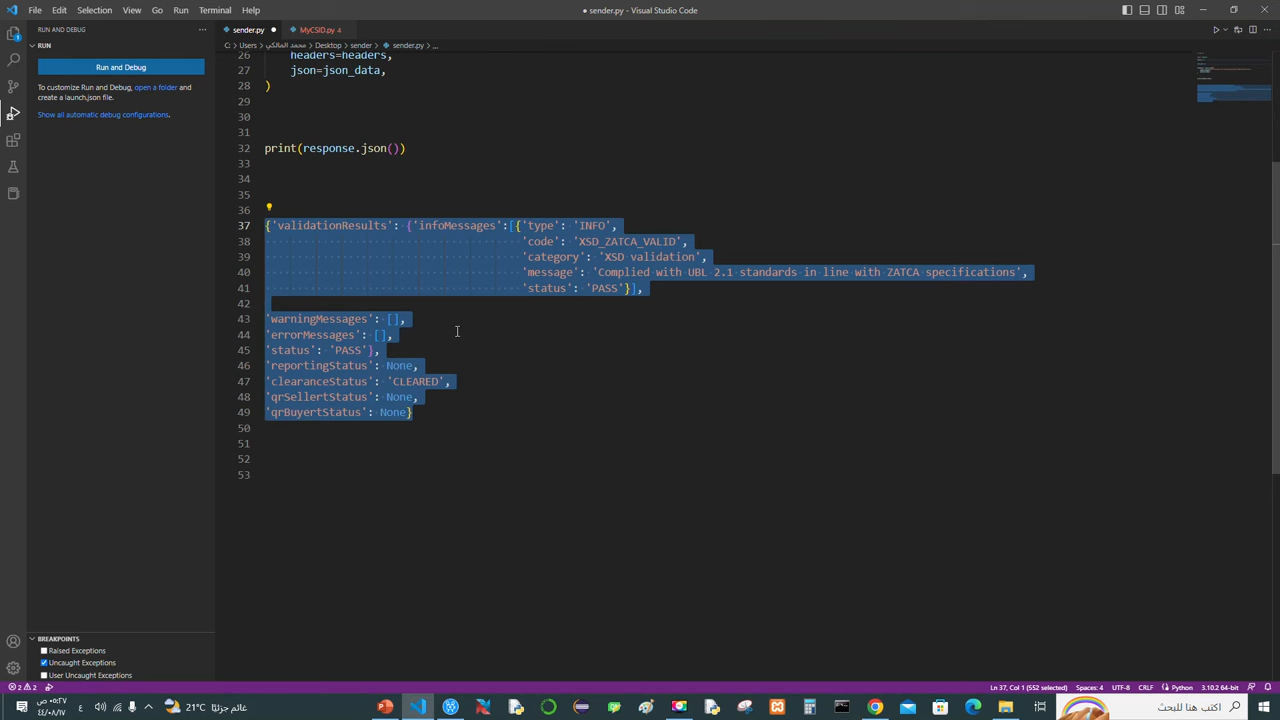 File Edit Selection View Go Run Terminal Help
● sender.py - Visual Studio Code
RUN AND DEBUG ···
sender.py ●
MyCSID.py 4
RUN
C: > Users > محمد المالكي > Desktop > sender > sender.py > ...
Run and Debug
To customize Run and Debug, open a folder and
create a launch.json file.
Show all automatic debug configurations.
26 headers=headers,
27 json=json_data,
28 )
29
30
31
32 print(response.json())
33
34
35
36
37 {'validationResults': {'infoMessages':[{'type': 'INFO',
38 'code': 'XSD_ZATCA_VALID',
39 'category': 'XSD validation',
40 'message': 'Complied with UBL 2.1 standards in line with ZATCA specifications',
41 'status': 'PASS'}],
42
43 'warningMessages': [],
44 'errorMessages': [],
45 'status': 'PASS'},
46 'reportingStatus': None,
47 'clearanceStatus': 'CLEARED',
48 'qrSellertStatus': None,
49 'qrBuyertStatus': None}
50
51
52
53
BREAKPOINTS
Raised Exceptions
Uncaught Exceptions
User Uncaught Exceptions
2 2
Ln 37, Col 1 (552 selected) Spaces: 4 UTF-8 CRLF Python 3.10.2 64-bit
٠٥:٢٧ ص
٤٤/٠٨/١٧
21°C غائم جزئيًا
اكتب هنا للبحث